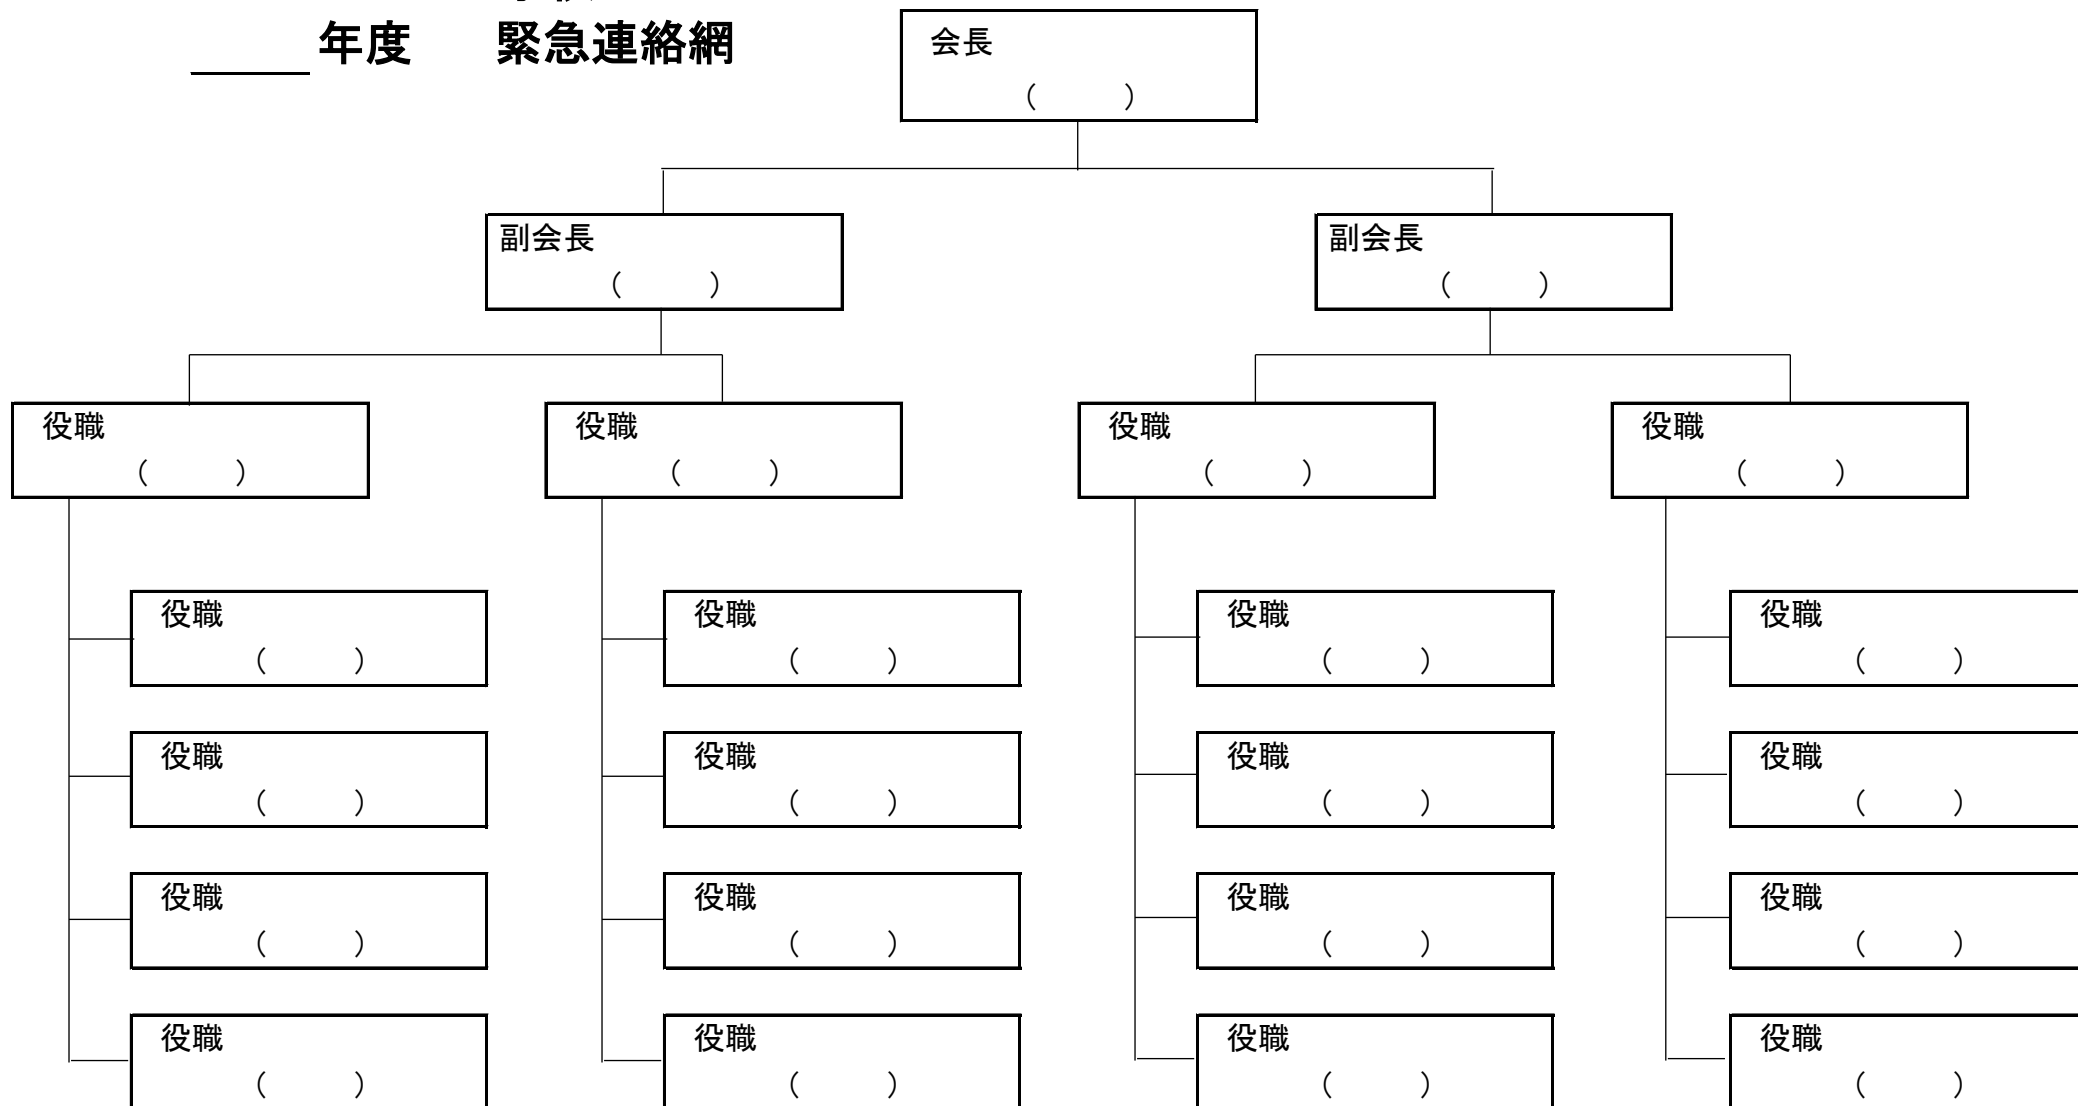 年度 緊急連絡網
会長
（ ）
副会長 副会長
（ ） （ ）
役職 役職 役職 役職
（ ） （ ） （ ） （ ）
役職 役職 役職 役職
（ ） （ ） （ ） （ ）
役職 役職 役職 役職
（ ） （ ） （ ） （ ）
役職 役職 役職 役職
（ ） （ ） （ ） （ ）
役職 役職 役職 役職
（ ） （ ） （ ） （ ）